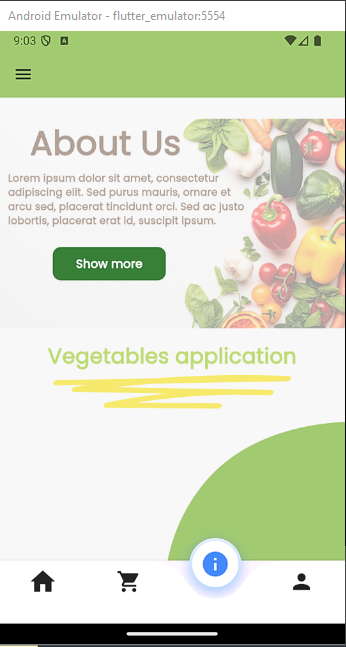 Android Emulator - flutter_emulator:5554
9:03
A
About Us
Lorem ipsum dolor sit amet, consectetur
adipiscing elit. Sed purus mauris, ornare et
arcu sed, placerat tincidunt orci. Sed ac justo
lobortis, placerat erat id, suscipit ipsum.
Show more
Vegetables application